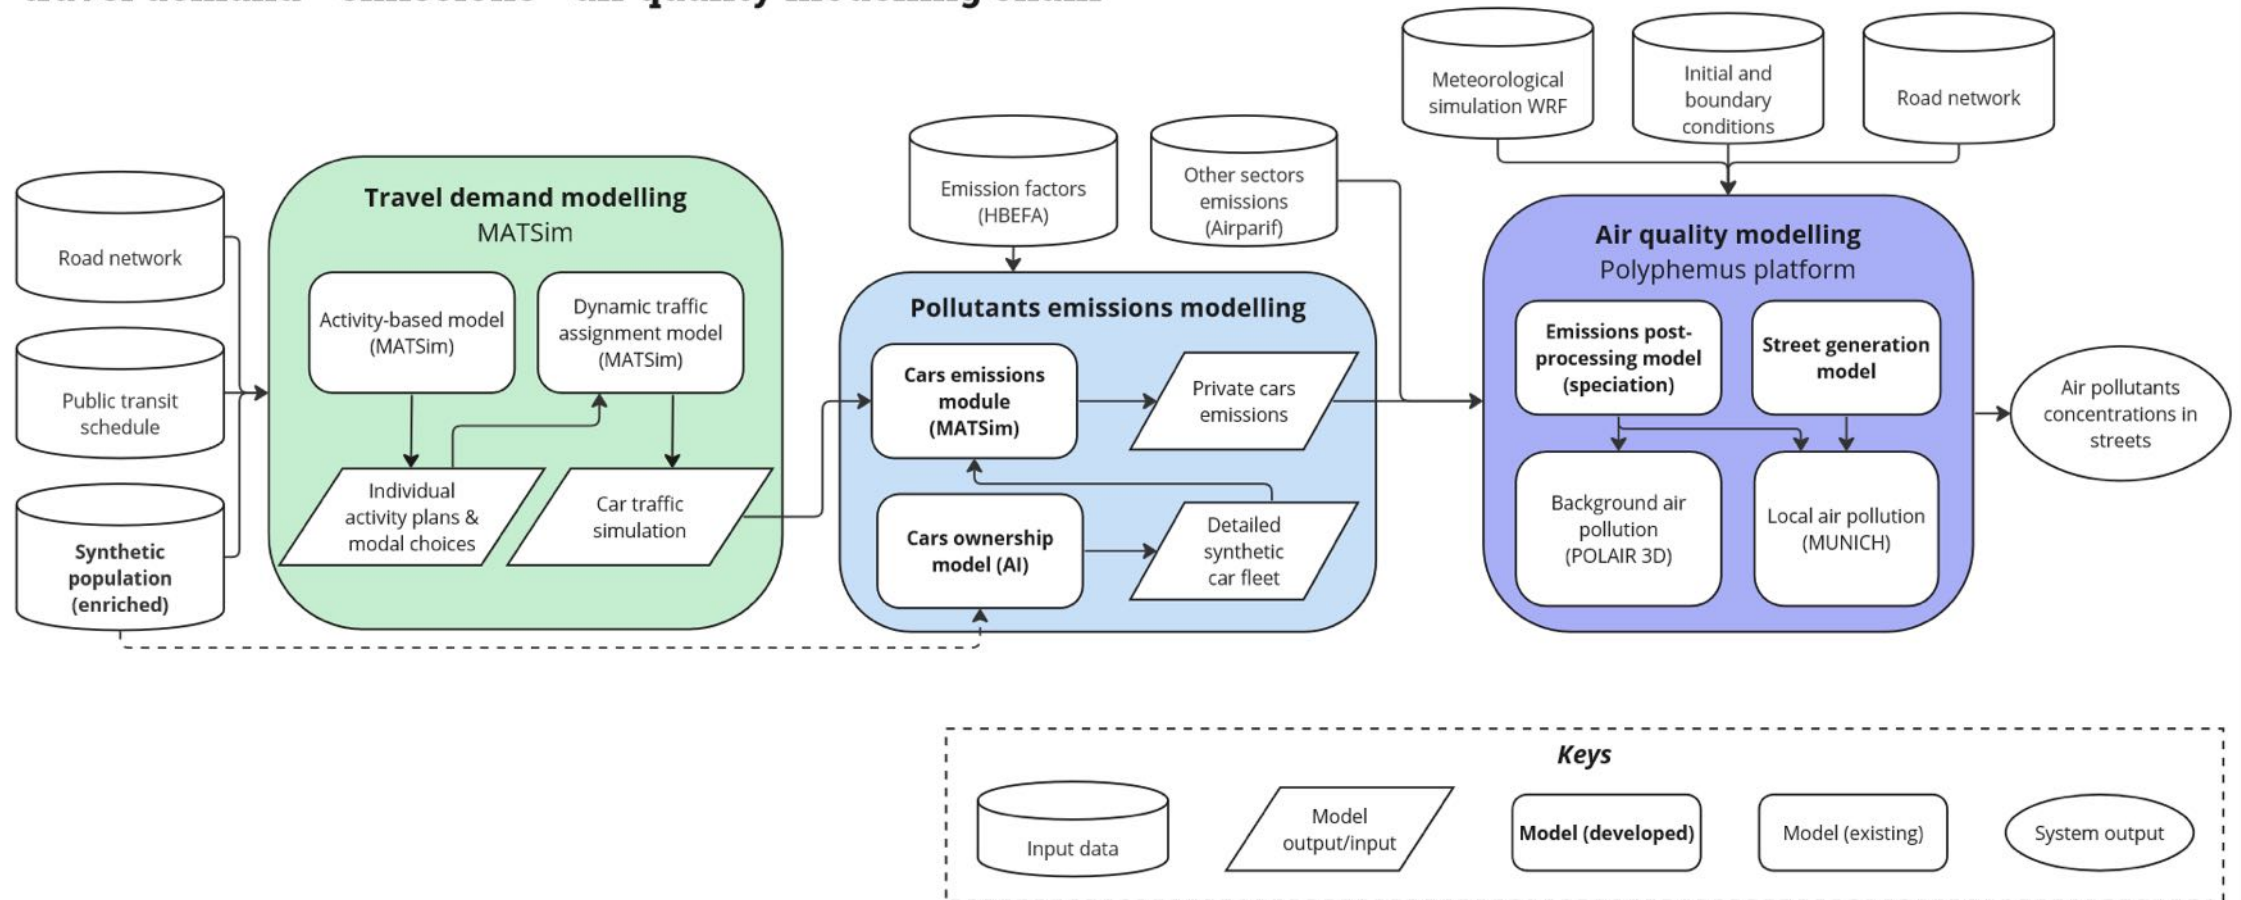 Meteorological
simulation WRF
Initial and
boundary
conditions
Road network
Emission factors
(HBEFA)
Other sectors
emissions
(Airparif)
Road network
Public transit
schedule
Synthetic
population
(enriched)
Travel demand modelling
MATSim
Activity-based model
(MATSim)
Dynamic traffic
assignment model
(MATSim)
Individual
activity plans &
modal choices
Car traffic
simulation
Pollutants emissions modelling
Cars emissions
module
(MATSim)
Private cars
emissions
Cars ownership
model (AI)
Detailed
synthetic
car fleet
Air quality modelling
Polyphemus platform
Emissions post-
processing model
(speciation)
Street generation
model
Background air
pollution
(POLAIR 3D)
Local air pollution
(MUNICH)
Air pollutants
concentrations in
streets
Keys
Input data
Model
output/input
Model (developed)
Model (existing)
System output